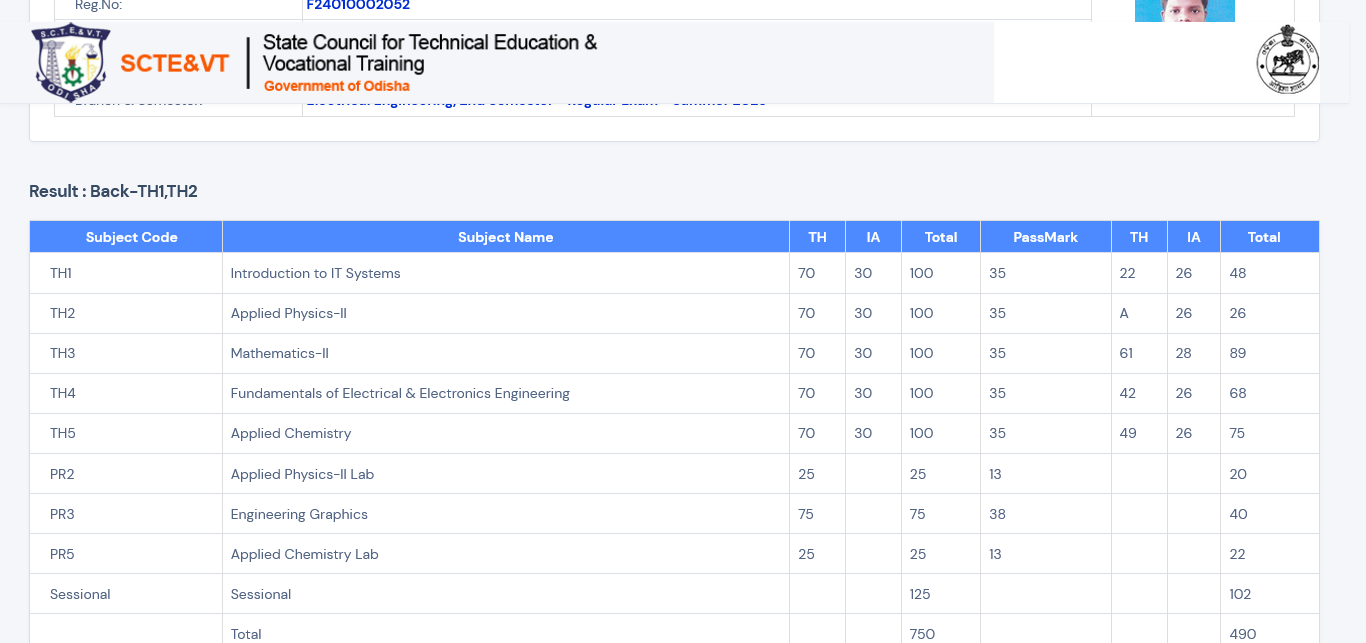 Reg.No: F24010002052
S.C.T.E.&V.T.
ODISHA
SCTE&VT
State Council for Technical Education &
Vocational Training
Government of Odisha
Result : Back-TH1,TH2
Subject Code Subject Name TH IA Total PassMark TH IA Total
TH1 Introduction to IT Systems 70 30 100 35 22 26 48
TH2 Applied Physics-II 70 30 100 35 A 26 26
TH3 Mathematics-II 70 30 100 35 61 28 89
TH4 Fundamentals of Electrical & Electronics Engineering 70 30 100 35 42 26 68
TH5 Applied Chemistry 70 30 100 35 49 26 75
PR2 Applied Physics-II Lab 25 25 13 20
PR3 Engineering Graphics 75 75 38 40
PR5 Applied Chemistry Lab 25 25 13 22
Sessional Sessional 125 102
Total 750 490